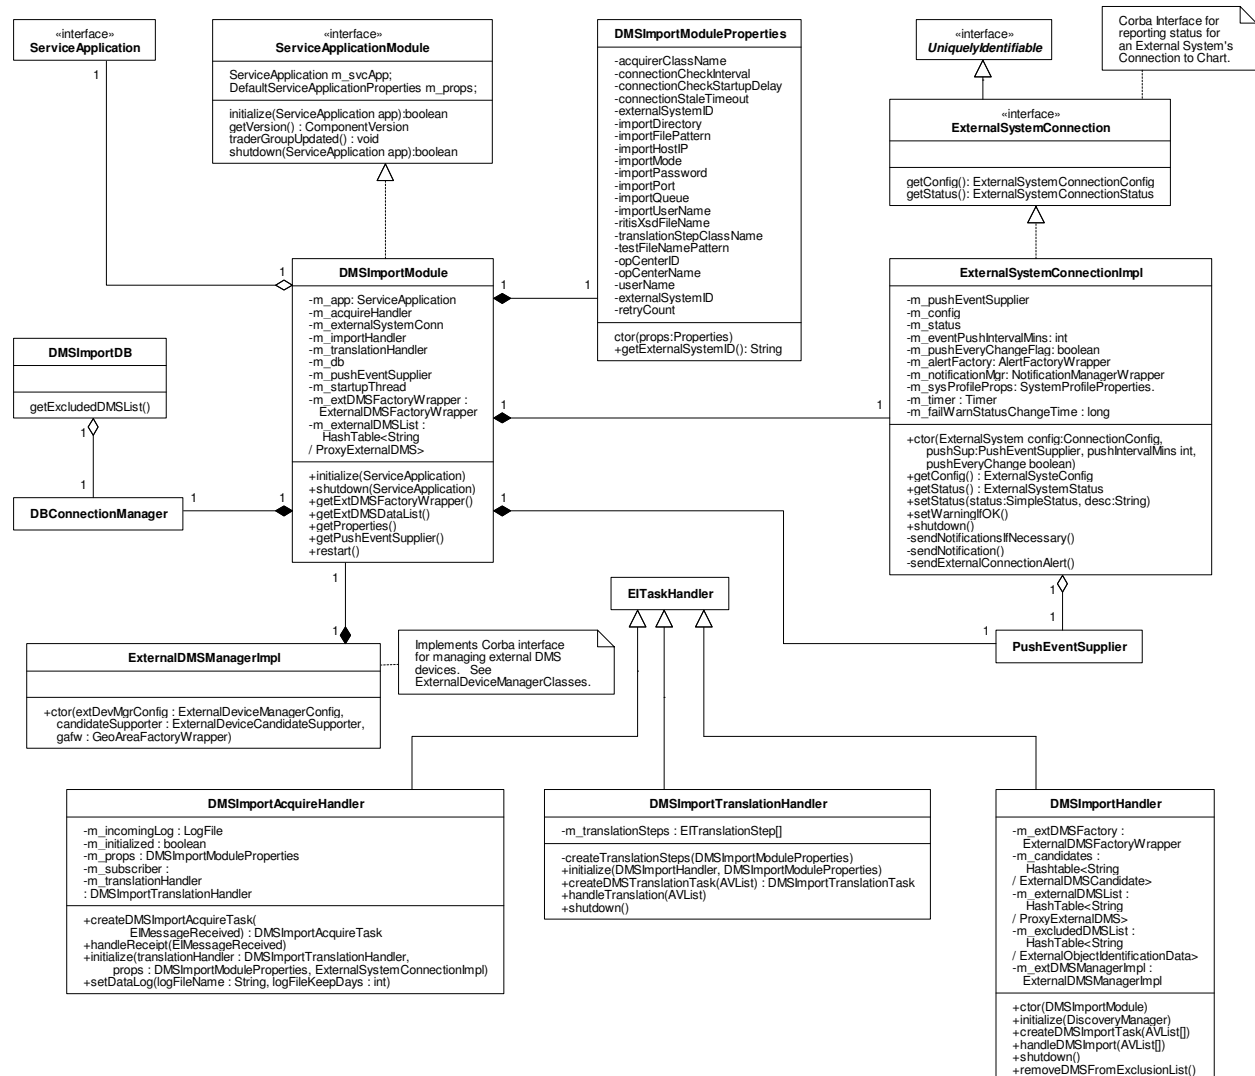 «interface»
ServiceApplication
1
«interface»
ServiceApplicationModule
ServiceApplication m_svcApp;
DefaultServiceApplicationProperties m_props;
initialize(ServiceApplication app):boolean
getVersion() : ComponentVersion
traderGroupUpdated() : void
shutdown(ServiceApplication app):boolean
DMSImportModuleProperties
-acquirerClassName
-connectionCheckInterval
-connectionCheckStartupDelay
-connectionStaleTimeout
-externalSystemID
-importDirectory
-importFilePattern
-importHostIP
-importMode
-importPassword
-importPort
-importQueue
-importUserName
-ritisXsdFileName
-translationStepClassName
-testFileNamePattern
-opCenterID
-opCenterName
-userName
-externalSystemID
-retryCount
ctor(props:Properties)
+getExternalSystemID(): String
«interface»
UniquelyIdentifiable
Corba Interface for
reporting status for
an External System's
Connection to Chart.
«interface»
ExternalSystemConnection
getConfig(): ExternalSystemConnectionConfig
getStatus(): ExternalSystemConnectionStatus
1
DMSImportModule
-m_app: ServiceApplication
-m_acquireHandler
-m_externalSystemConn
-m_importHandler
-m_translationHandler
-m_db
-m_pushEventSupplier
-m_startupThread
-m_extDMSFactoryWrapper :
ExternalDMSFactoryWrapper
-m_externalDMSList :
HashTable<String
/ ProxyExternalDMS>
+initialize(ServiceApplication)
+shutdown(ServiceApplication)
+getExtDMSFactoryWrapper()
+getExtDMSDataList()
+getProperties()
+getPushEventSupplier()
+restart()
1
1
1
1
1
1
1
ExternalSystemConnectionImpl
-m_pushEventSupplier
-m_config
-m_status
-m_eventPushIntervalMins: int
-m_pushEveryChangeFlag: boolean
-m_alertFactory: AlertFactoryWrapper
-m_notificationMgr: NotificationManagerWrapper
-m_sysProfileProps: SystemProfileProperties.
-m_timer : Timer
-m_failWarnStatusChangeTime : long
+ctor(ExternalSystem config:ConnectionConfig,
pushSup:PushEventSupplier, pushIntervalMins int,
pushEveryChange boolean)
+getConfig() : ExternalSysteConfig
+getStatus() : ExternalSystemStatus
+setStatus(status:SimpleStatus, desc:String)
+setWarningIfOK()
+shutdown()
-sendNotificationsIfNecessary()
-sendNotification()
-sendExternalConnectionAlert()
1
1
DMSImportDB
getExcludedDMSList()
1
1
DBConnectionManager
1
1
1
ExternalDMSManagerImpl
+ctor(extDevMgrConfig : ExternalDeviceManagerConfig,
candidateSupporter : ExternalDeviceCandidateSupporter,
gafw : GeoAreaFactoryWrapper)
Implements Corba interface
for managing external DMS
devices. See
ExternalDeviceManagerClasses.
EITaskHandler
PushEventSupplier
DMSImportAcquireHandler
-m_incomingLog : LogFile
-m_initialized : boolean
-m_props : DMSImportModuleProperties
-m_subscriber :
-m_translationHandler
: DMSImportTranslationHandler
+createDMSImportAcquireTask(
EIMessageReceived) : DMSImportAcquireTask
+handleReceipt(EIMessageReceived)
+initialize(translationHandler : DMSImportTranslationHandler,
props : DMSImportModuleProperties, ExternalSystemConnectionImpl)
+setDataLog(logFileName : String, logFileKeepDays : int)
DMSImportTranslationHandler
-m_translationSteps : EITranslationStep[]
-createTranslationSteps(DMSImportModuleProperties)
+initialize(DMSImportHandler, DMSImportModuleProperties)
+createDMSTranslationTask(AVList) : DMSImportTranslationTask
+handleTranslation(AVList)
+shutdown()
DMSImportHandler
-m_extDMSFactory :
ExternalDMSFactoryWrapper
-m_candidates :
Hashtable<String
/ ExternalDMSCandidate>
-m_externalDMSList :
HashTable<String
/ ProxyExternalDMS>
-m_excludedDMSList :
HashTable<String
/ ExternalObjectIdentificationData>
-m_extDMSManagerImpl :
ExternalDMSManagerImpl
+ctor(DMSImportModule)
+initialize(DiscoveryManager)
+createDMSImportTask(AVList[])
+handleDMSImport(AVList[])
+shutdown()
+removeDMSFromExclusionList()